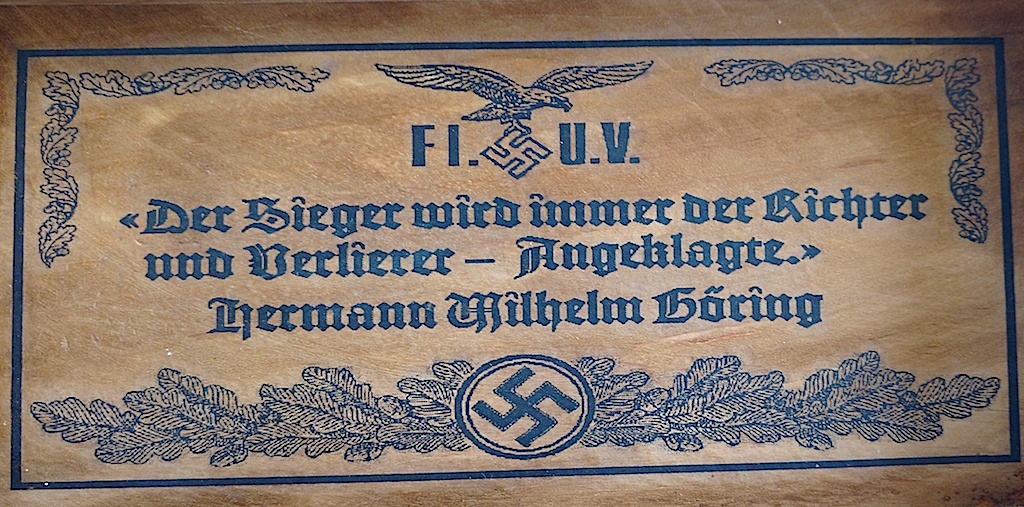 Fl. U.V.
«Der Sieger wird immer der Richter
und Verlierer – Angeklagte.»
Hermann Wilhelm Göring